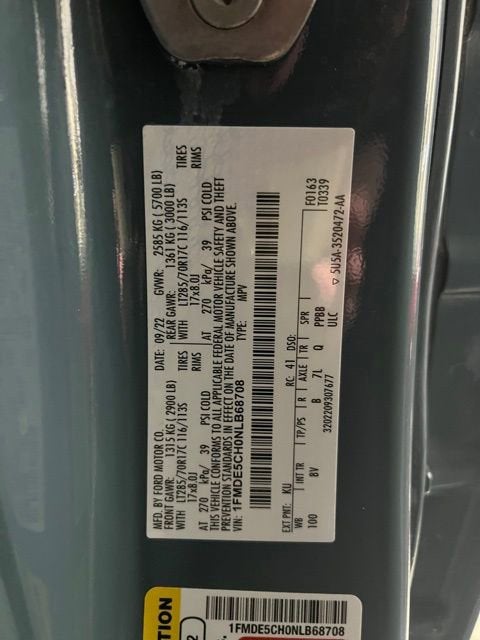 MFD. BY FORD MOTOR CO.
DATE: 09/22 GVWR: 2585 KG ( 5700 LB)
FRONT GAWR: 1315 KG ( 2900 LB) REAR GAWR: 1361 KG ( 3000 LB)
WITH LT285/70R17C 116/113S TIRES WITH LT285/70R17C 116/113S TIRES
17x8.0J RIMS 17x8.0J RIMS
AT 270 kPa/ 39 PSI COLD AT 270 kPa/ 39 PSI COLD
THIS VEHICLE CONFORMS TO ALL APPLICABLE FEDERAL MOTOR VEHICLE SAFETY AND THEFT
PREVENTION STANDARDS IN EFFECT ON THE DATE OF MANUFACTURE SHOWN ABOVE.
VIN: 1FMDE5CH0NLB68708 TYPE: MPV
F0163
T0339
EXT PNT: KU RC: 41 DSO:
WB INT TR TP/PS R AXLE TR SPR
100 8V B 7L Q PPBB
3202209307677 ULC
▽ 5U5A-3520472-AA
TION
2
1FMDE5CH0NLB68708